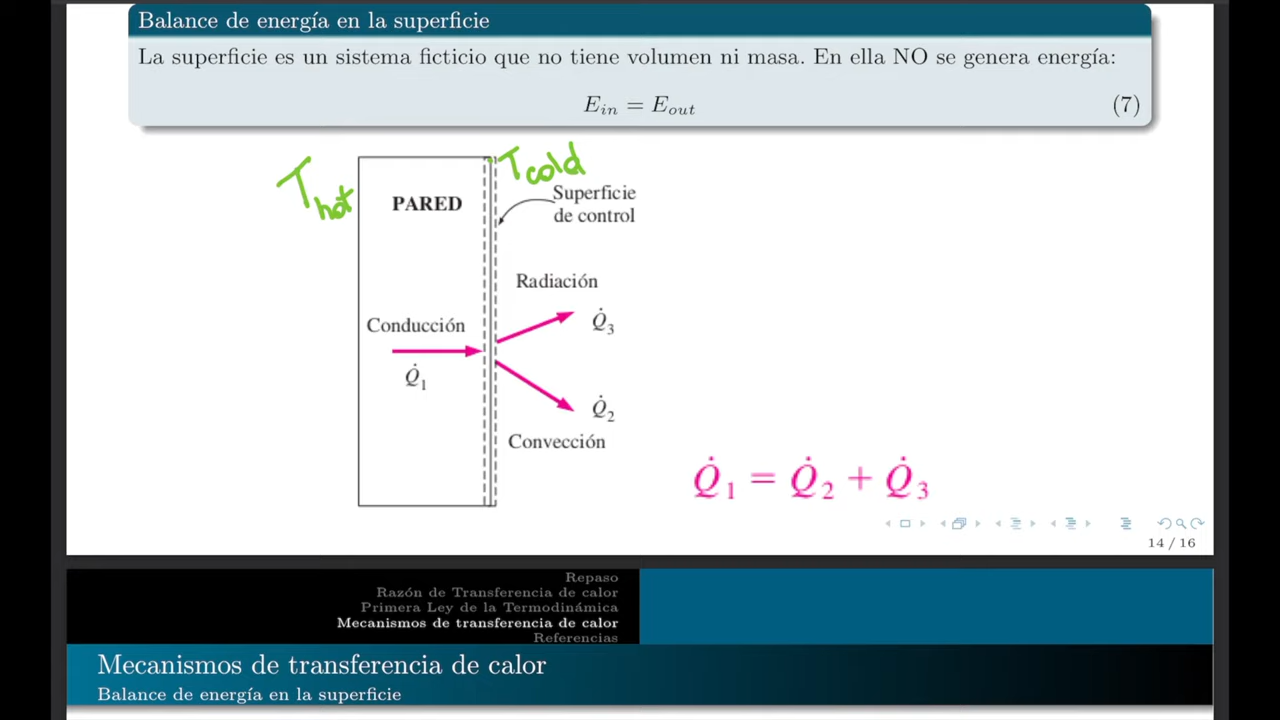 Balance de energía en la superficie
La superficie es un sistema ficticio que no tiene volumen ni masa. En ella NO se genera energía:
E_in = E_out (7)
T_hot
T_cold
PARED
Superficie
de control
Radiación
Q̇_3
Conducción
Q̇_1
Q̇_2
Convección
Q̇_1 = Q̇_2 + Q̇_3
14 / 16
Repaso
Razón de Transferencia de calor
Primera Ley de la Termodinámica
Mecanismos de transferencia de calor
Referencias
Mecanismos de transferencia de calor
Balance de energía en la superficie